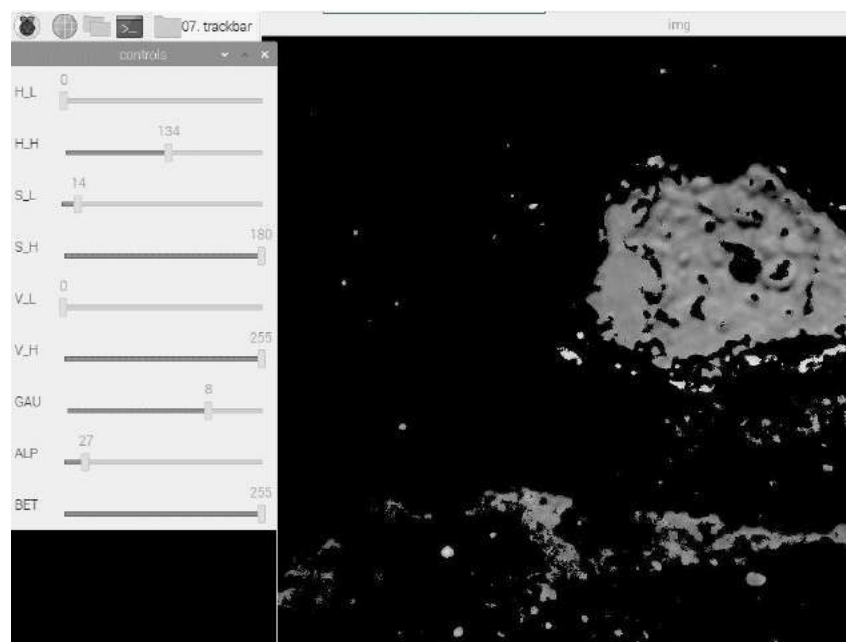 07. trackbar
img
controls
0
H_L
134
H_H
14
S_L
180
S_H
0
V_L
255
V_H
8
GAU
27
ALP
255
BET